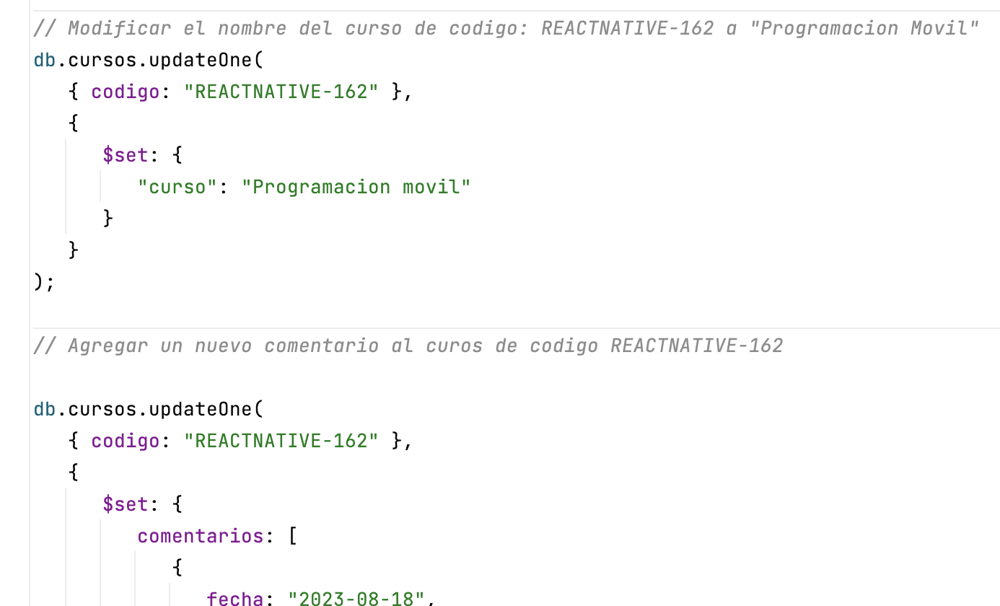 // Modificar el nombre del curso de codigo: REACTNATIVE-162 a "Programacion Movil"
db.cursos.updateOne(
   { codigo: "REACTNATIVE-162" },
   {
      $set: {
         "curso": "Programacion movil"
      }
   }
);
// Agregar un nuevo comentario al curos de codigo REACTNATIVE-162
db.cursos.updateOne(
   { codigo: "REACTNATIVE-162" },
   {
      $set: {
         comentarios: [
            {
               fecha: "2023-08-18",